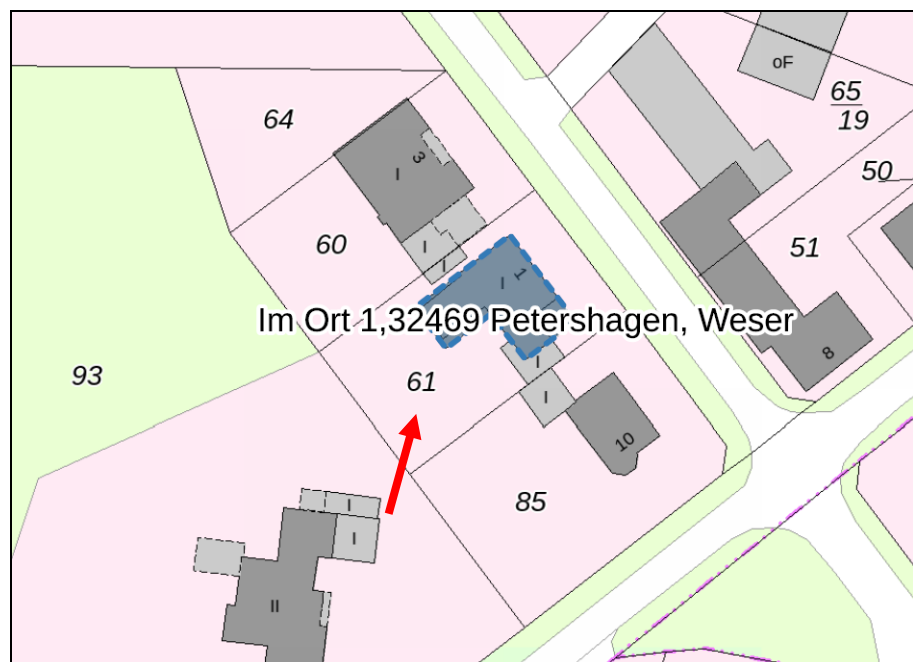 oF
65
19
64
50
3
I
60
I
51
I
1
I
Im Ort 1,32469 Petershagen, Weser
8
93
61
I
I
10
85
I
I
II